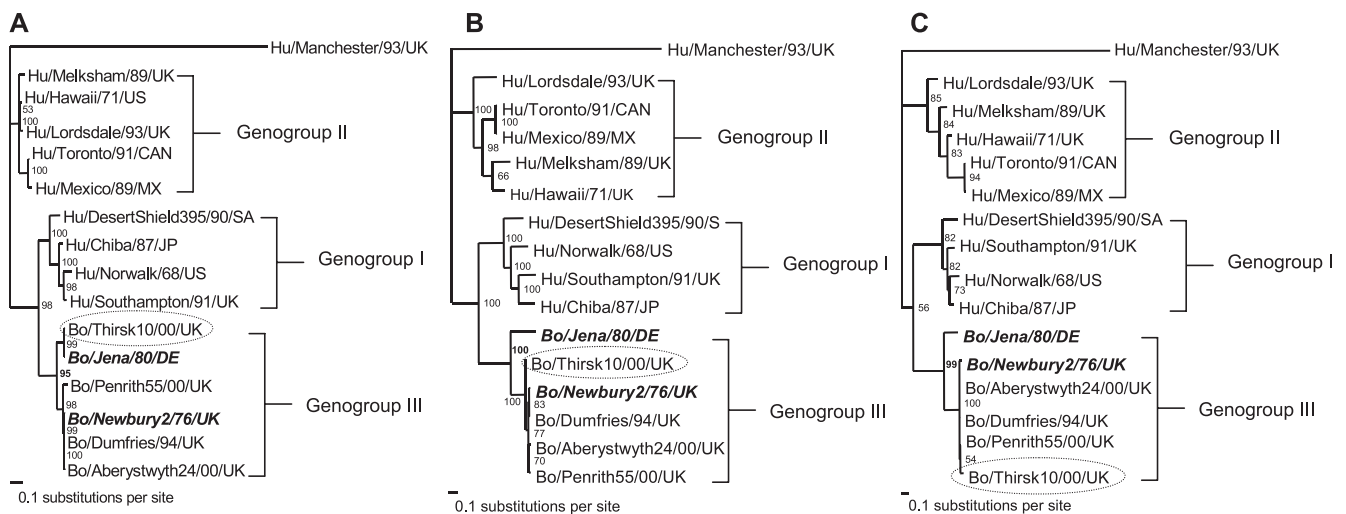 A
Hu/Manchester/93/UK
Hu/Melksham/89/UK
Hu/Hawaii/71/US
53
100
Hu/Lordsdale/93/UK
Genogroup II
Hu/Toronto/91/CAN
100
Hu/Mexico/89/MX
Hu/DesertShield395/90/SA
100
Hu/Chiba/87/JP
100
Hu/Norwalk/68/US
98
Hu/Southampton/91/UK
Genogroup I
98
Bo/Thirsk10/00/UK
99
Bo/Jena/80/DE
95
Bo/Penrith55/00/UK
98
Bo/Newbury2/76/UK
99
Bo/Dumfries/94/UK
100
Bo/Aberystwyth24/00/UK
Genogroup III
0.1 substitutions per site
B
Hu/Manchester/93/UK
Hu/Lordsdale/93/UK
100
Hu/Toronto/91/CAN
100
Hu/Mexico/89/MX
98
Hu/Melksham/89/UK
66
Hu/Hawaii/71/UK
Genogroup II
Hu/DesertShield395/90/S
100
Hu/Norwalk/68/US
100
Hu/Southampton/91/UK
100
Hu/Chiba/87/JP
Genogroup I
100
Bo/Jena/80/DE
100
Bo/Thirsk10/00/UK
Bo/Newbury2/76/UK
100
83
Bo/Dumfries/94/UK
77
Bo/Aberystwyth24/00/UK
70
Bo/Penrith55/00/UK
Genogroup III
0.1 substitutions per site
C
Hu/Manchester/93/UK
Hu/Lordsdale/93/UK
85
Hu/Melksham/89/UK
84
Hu/Hawaii/71/UK
83
Hu/Toronto/91/CAN
94
Hu/Mexico/89/MX
Genogroup II
Hu/DesertShield395/90/SA
82
Hu/Southampton/91/UK
82
Hu/Norwalk/68/US
73
Hu/Chiba/87/JP
Genogroup I
56
Bo/Jena/80/DE
99
Bo/Newbury2/76/UK
Bo/Aberystwyth24/00/UK
100
Bo/Dumfries/94/UK
Bo/Penrith55/00/UK
54
Bo/Thirsk10/00/UK
Genogroup III
0.1 substitutions per site